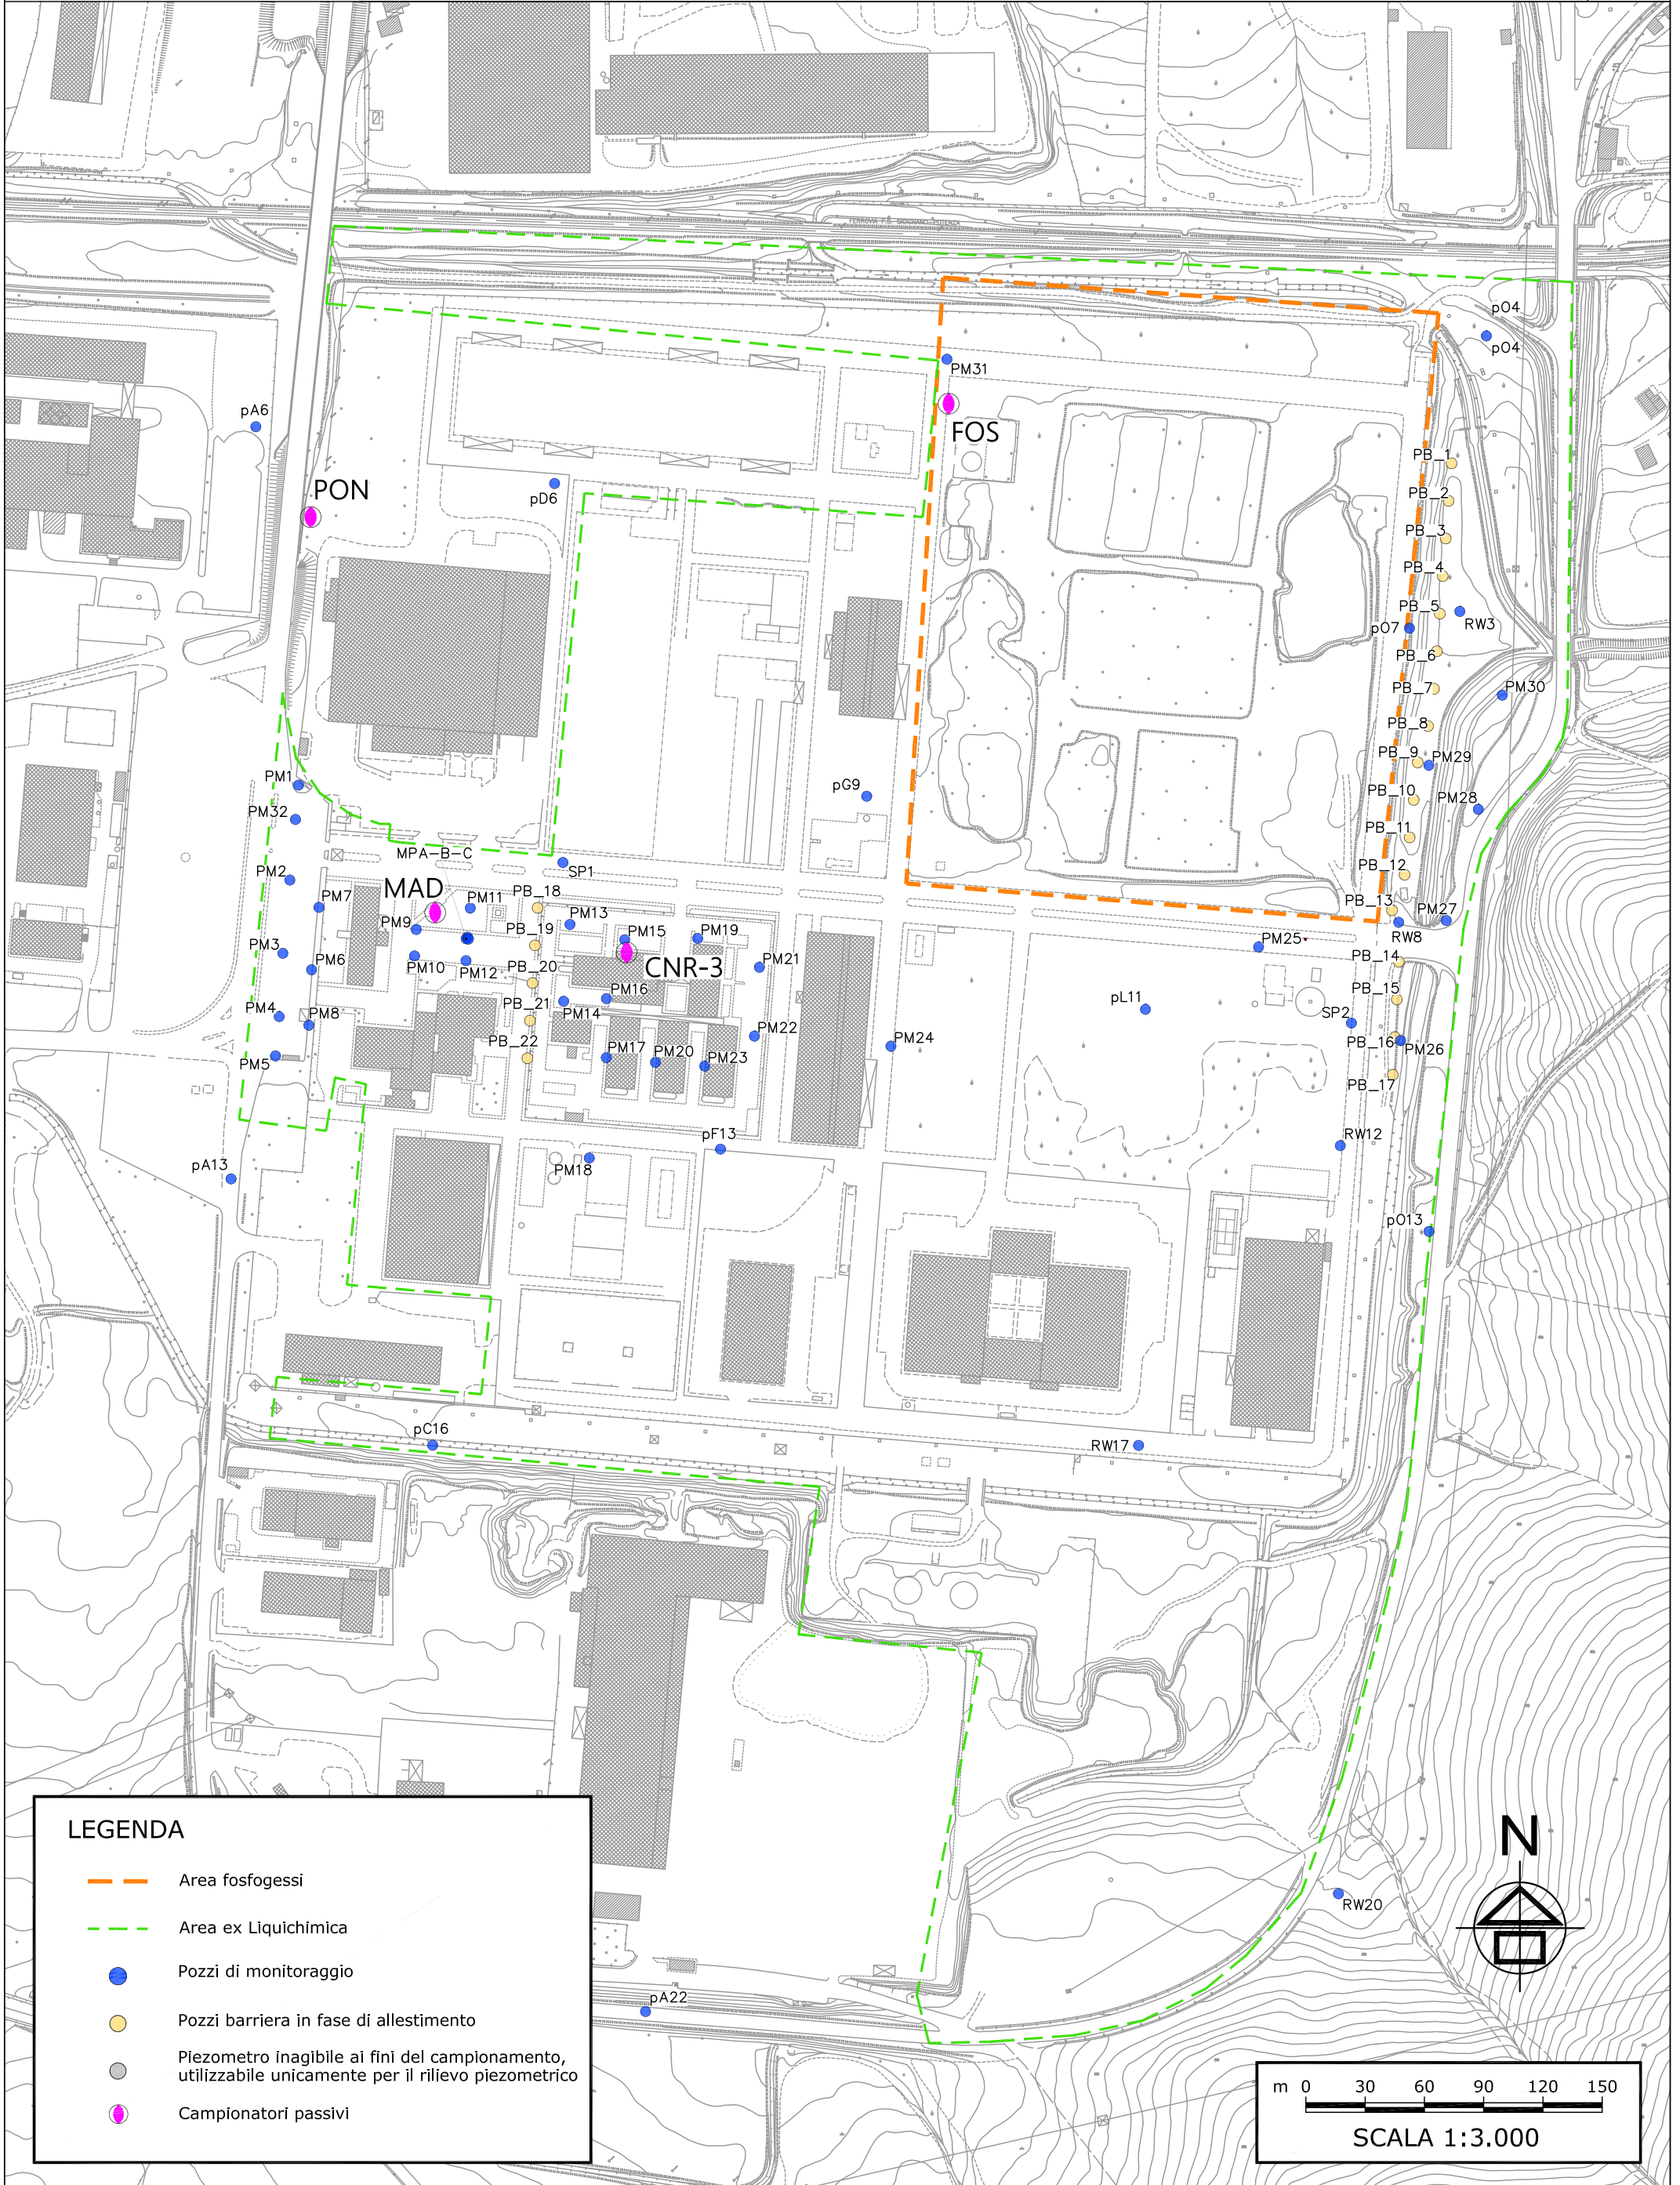 FERROVIA F.S. GRASSANO - POTENZA
pO4
pO4
PM31
pA6
FOS
PB_1
pD6
PON
PB_2
PB_3
PB_4
PB_5
RW3
pO7
PB_6
PB_7
PM30
PB_8
PB_9
PM29
PM1
pG9
PB_10
PM28
PM32
PB_11
MPA-B-C
SP1
PB_12
PM2
MAD
PB_18
PM7
PM11
PB_13
PM27
PM9
PB_19
PM13
PM15
PM19
RW8
PM25
PM3
PM6
PM10
PM12
PB_20
CNR-3
PM21
PB_14
PM16
PB_15
PM4
PM8
PB_21
PM14
pL11
SP2
PM5
PB_22
PM17
PM20
PM23
PM22
PM24
PB_16
PM26
PB_17
pF13
RW12
pA13
PM18
pO13
pC16
RW17
RW20
pA22
LEGENDA
Area fosfogessi
Area ex Liquichimica
Pozzi di monitoraggio
Pozzi barriera in fase di allestimento
Piezometro inagibile ai fini del campionamento,
utilizzabile unicamente per il rilievo piezometrico
Campionatori passivi
N
m 0 30 60 90 120 150
SCALA 1:3.000